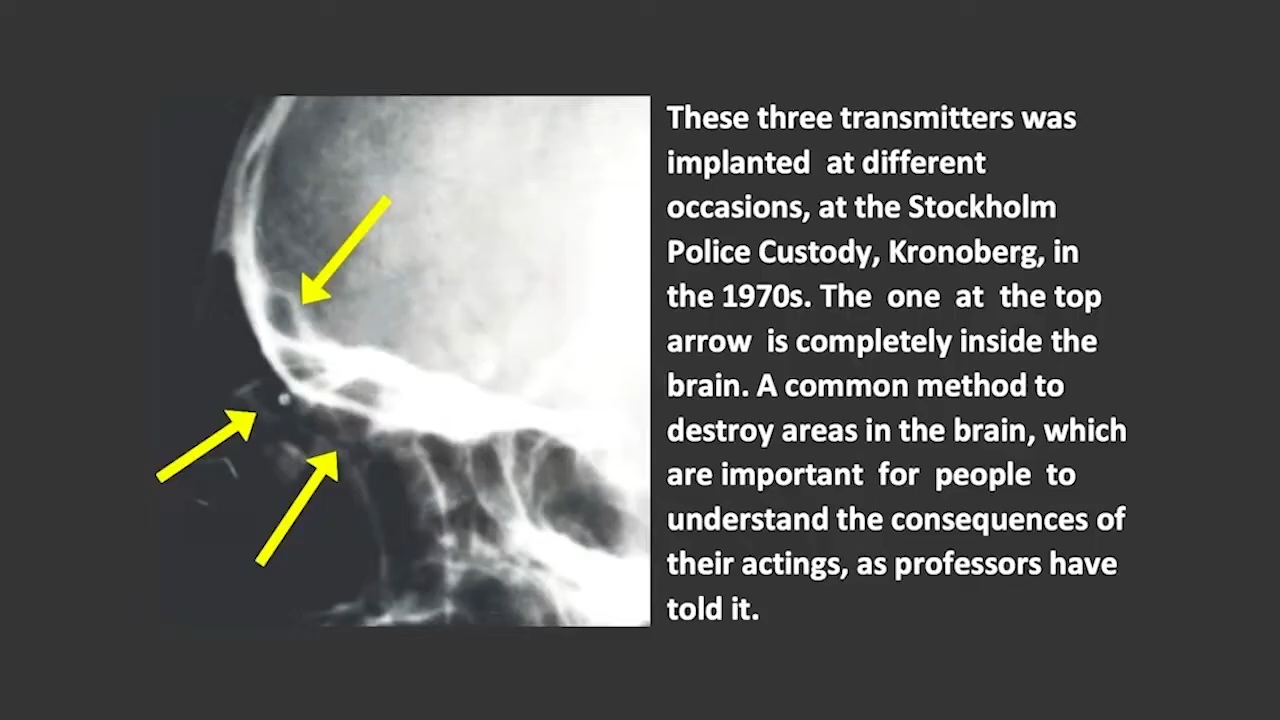 These three transmitters was
implanted at different
occasions, at the Stockholm
Police Custody, Kronoberg, in
the 1970s. The one at the top
arrow is completely inside the
brain. A common method to
destroy areas in the brain, which
are important for people to
understand the consequences of
their actings, as professors have
told it.